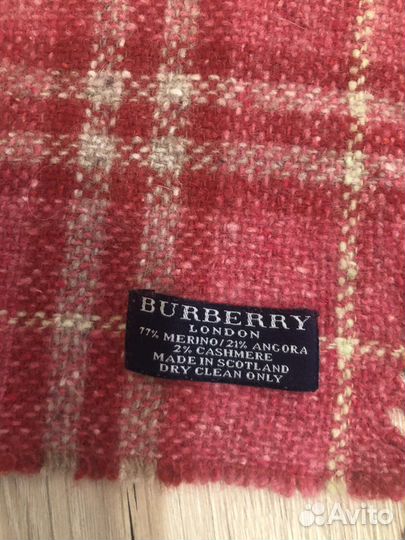 BURBERRY
LONDON
77% MERINO/21% ANGORA
2% CASHMERE
MADE IN SCOTLAND
DRY CLEAN ONLY
Avito